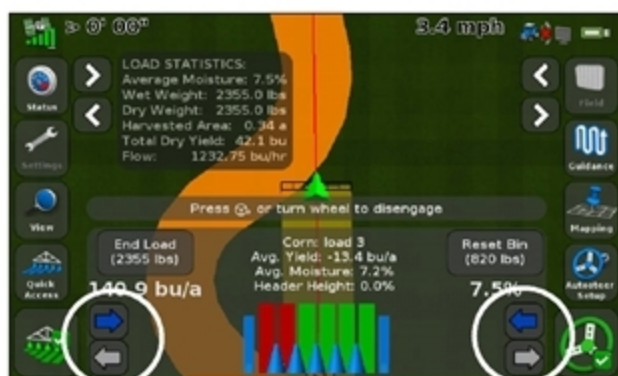 > 0' 00"
3.4 mph
LOAD STATISTICS:
Average Moisture: 7.5%
Wet Weight: 2355.0 lbs
Dry Weight: 2355.0 lbs
Harvested Area: 0.34 a
Total Dry Yield: 42.1 bu
Flow: 1232.75 bu/hr
Status
Settings
View
Quick
Access
Field
Guidance
Mapping
Autosteer
Setup
Press or turn wheel to disengage
End Load
(2355 lbs)
140.9 bu/a
Corn: load 3
Avg. Yield: -13.4 bu/a
Avg. Moisture: 7.2%
Header Height: 0.0%
Reset Bin
(820 lbs)
7.5%